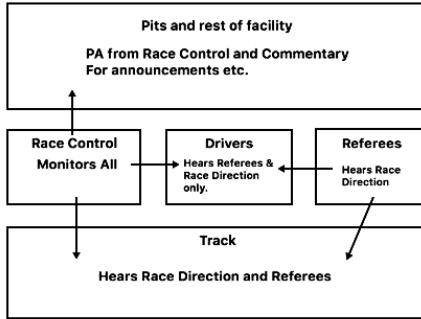 Pits and rest of facility
PA from Race Control and Commentary
For announcements etc.
Race Control
Monitors All
Drivers
Hears Referees &
Race Direction
only.
Referees
Hears Race
Direction
Track
Hears Race Direction and Referees